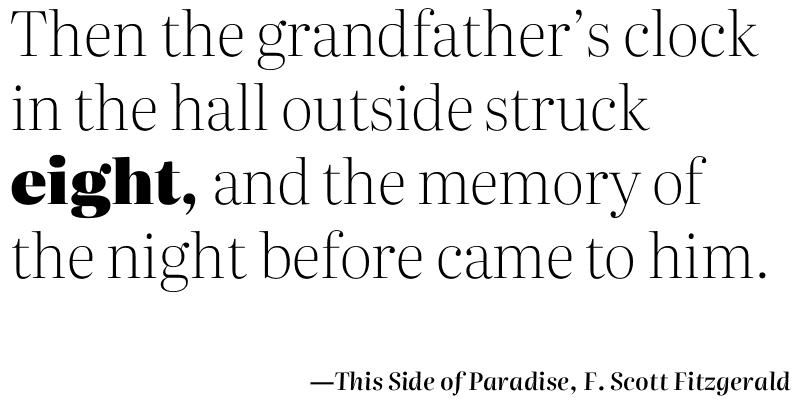 Then the grandfather’s clock
in the hall outside struck
eight, and the memory of
the night before came to him.
—This Side of Paradise, F. Scott Fitzgerald